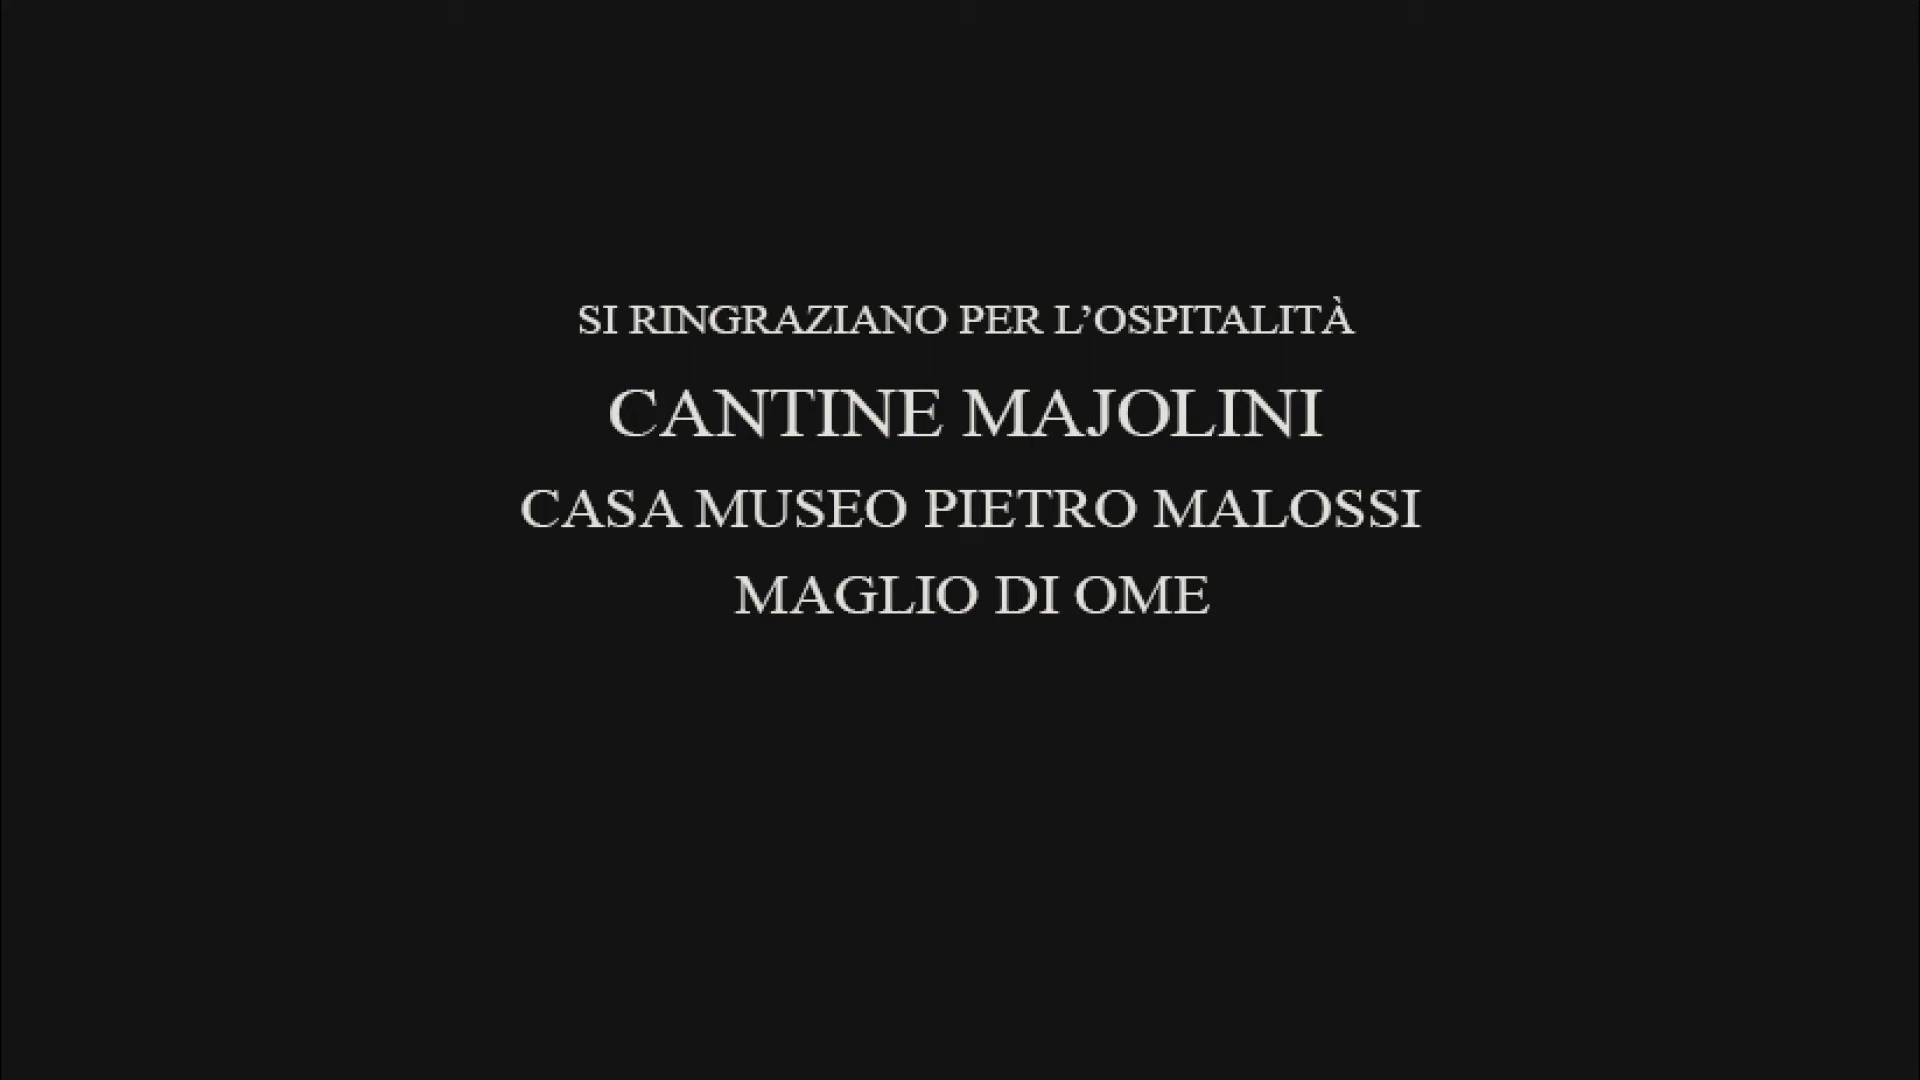 SI RINGRAZIANO PER L’OSPITALITÀ
CANTINE MAJOLINI
CASA MUSEO PIETRO MALOSSI
MAGLIO DI OME